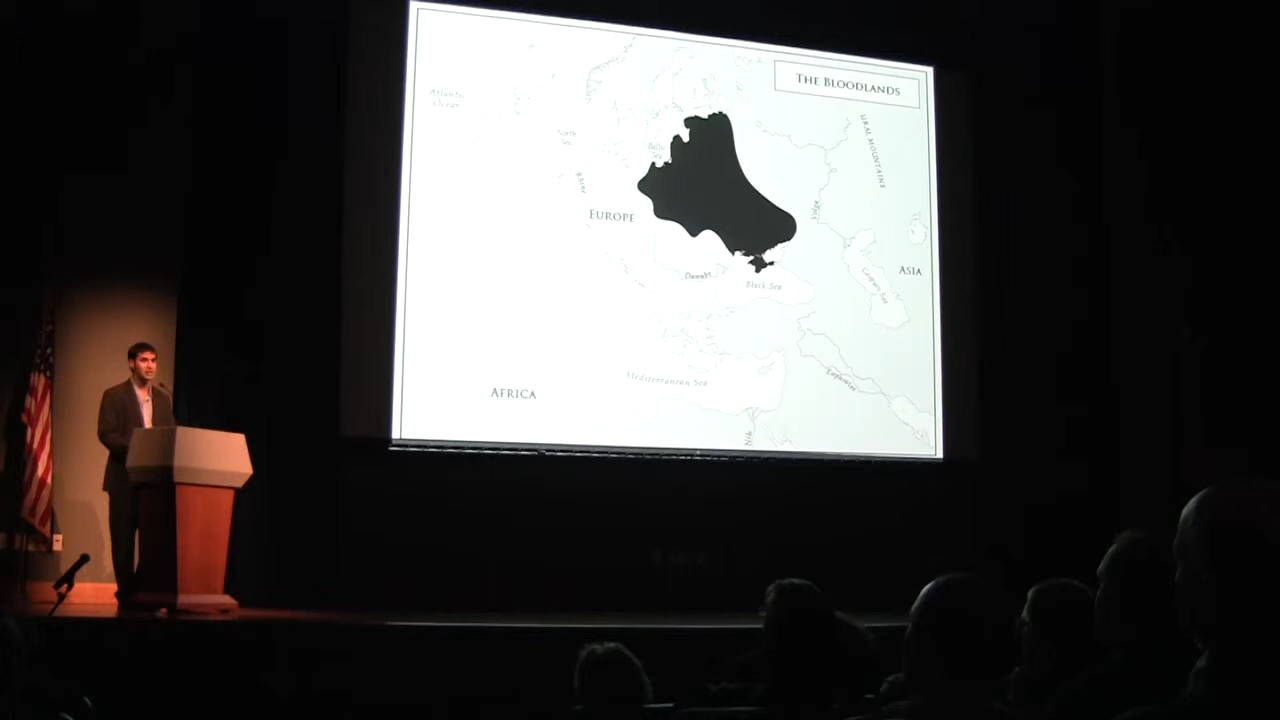 THE BLOODLANDS
Atlantic
Ocean
North
Sea
Baltic
Sea
URAL MOUNTAINS
Rhine
Volga
EUROPE
ASIA
Danube
Black Sea
Caspian Sea
Mediterranean Sea
Euphrates
AFRICA
Nile